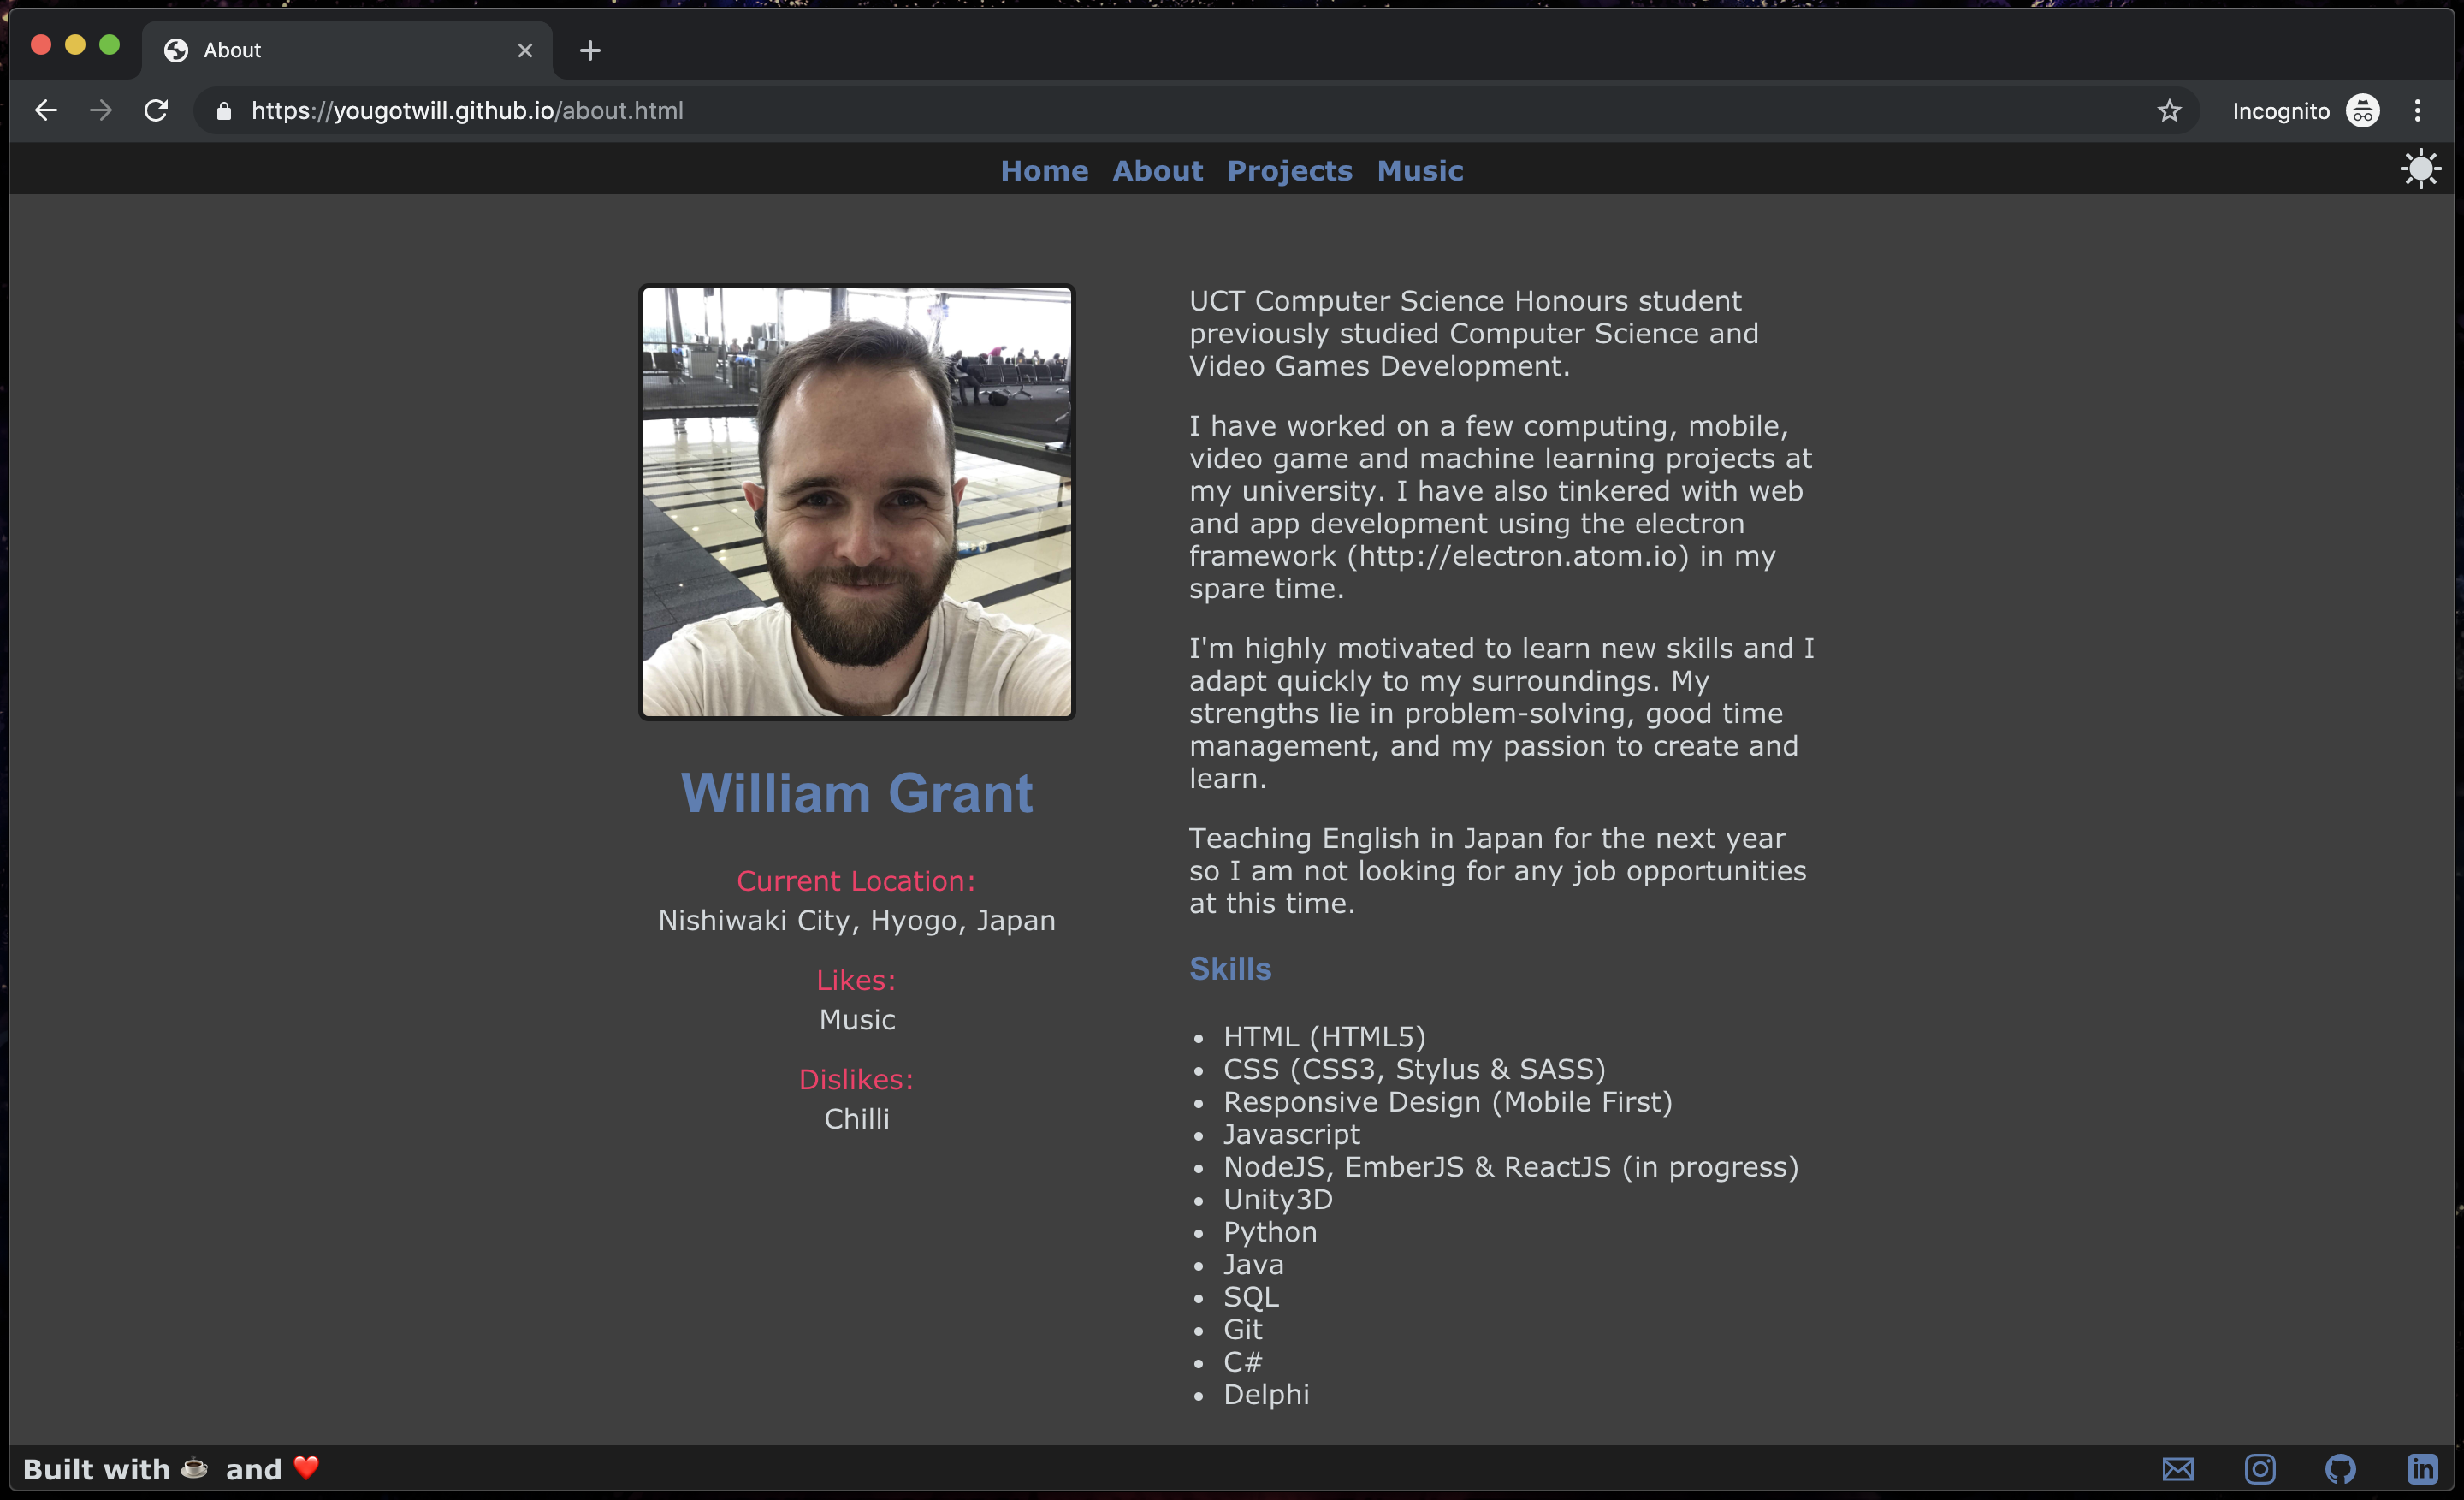 About
https://yougotwill.github.io/about.html
Incognito
Home About Projects Music
William Grant
Current Location:
Nishiwaki City, Hyogo, Japan
Likes:
Music
Dislikes:
Chilli
UCT Computer Science Honours student
previously studied Computer Science and
Video Games Development.
I have worked on a few computing, mobile,
video game and machine learning projects at
my university. I have also tinkered with web
and app development using the electron
framework (http://electron.atom.io) in my
spare time.
I'm highly motivated to learn new skills and I
adapt quickly to my surroundings. My
strengths lie in problem-solving, good time
management, and my passion to create and
learn.
Teaching English in Japan for the next year
so I am not looking for any job opportunities
at this time.
Skills
• HTML (HTML5)
• CSS (CSS3, Stylus & SASS)
• Responsive Design (Mobile First)
• Javascript
• NodeJS, EmberJS & ReactJS (in progress)
• Unity3D
• Python
• Java
• SQL
• Git
• C#
• Delphi
Built with ☕ and ❤️
in